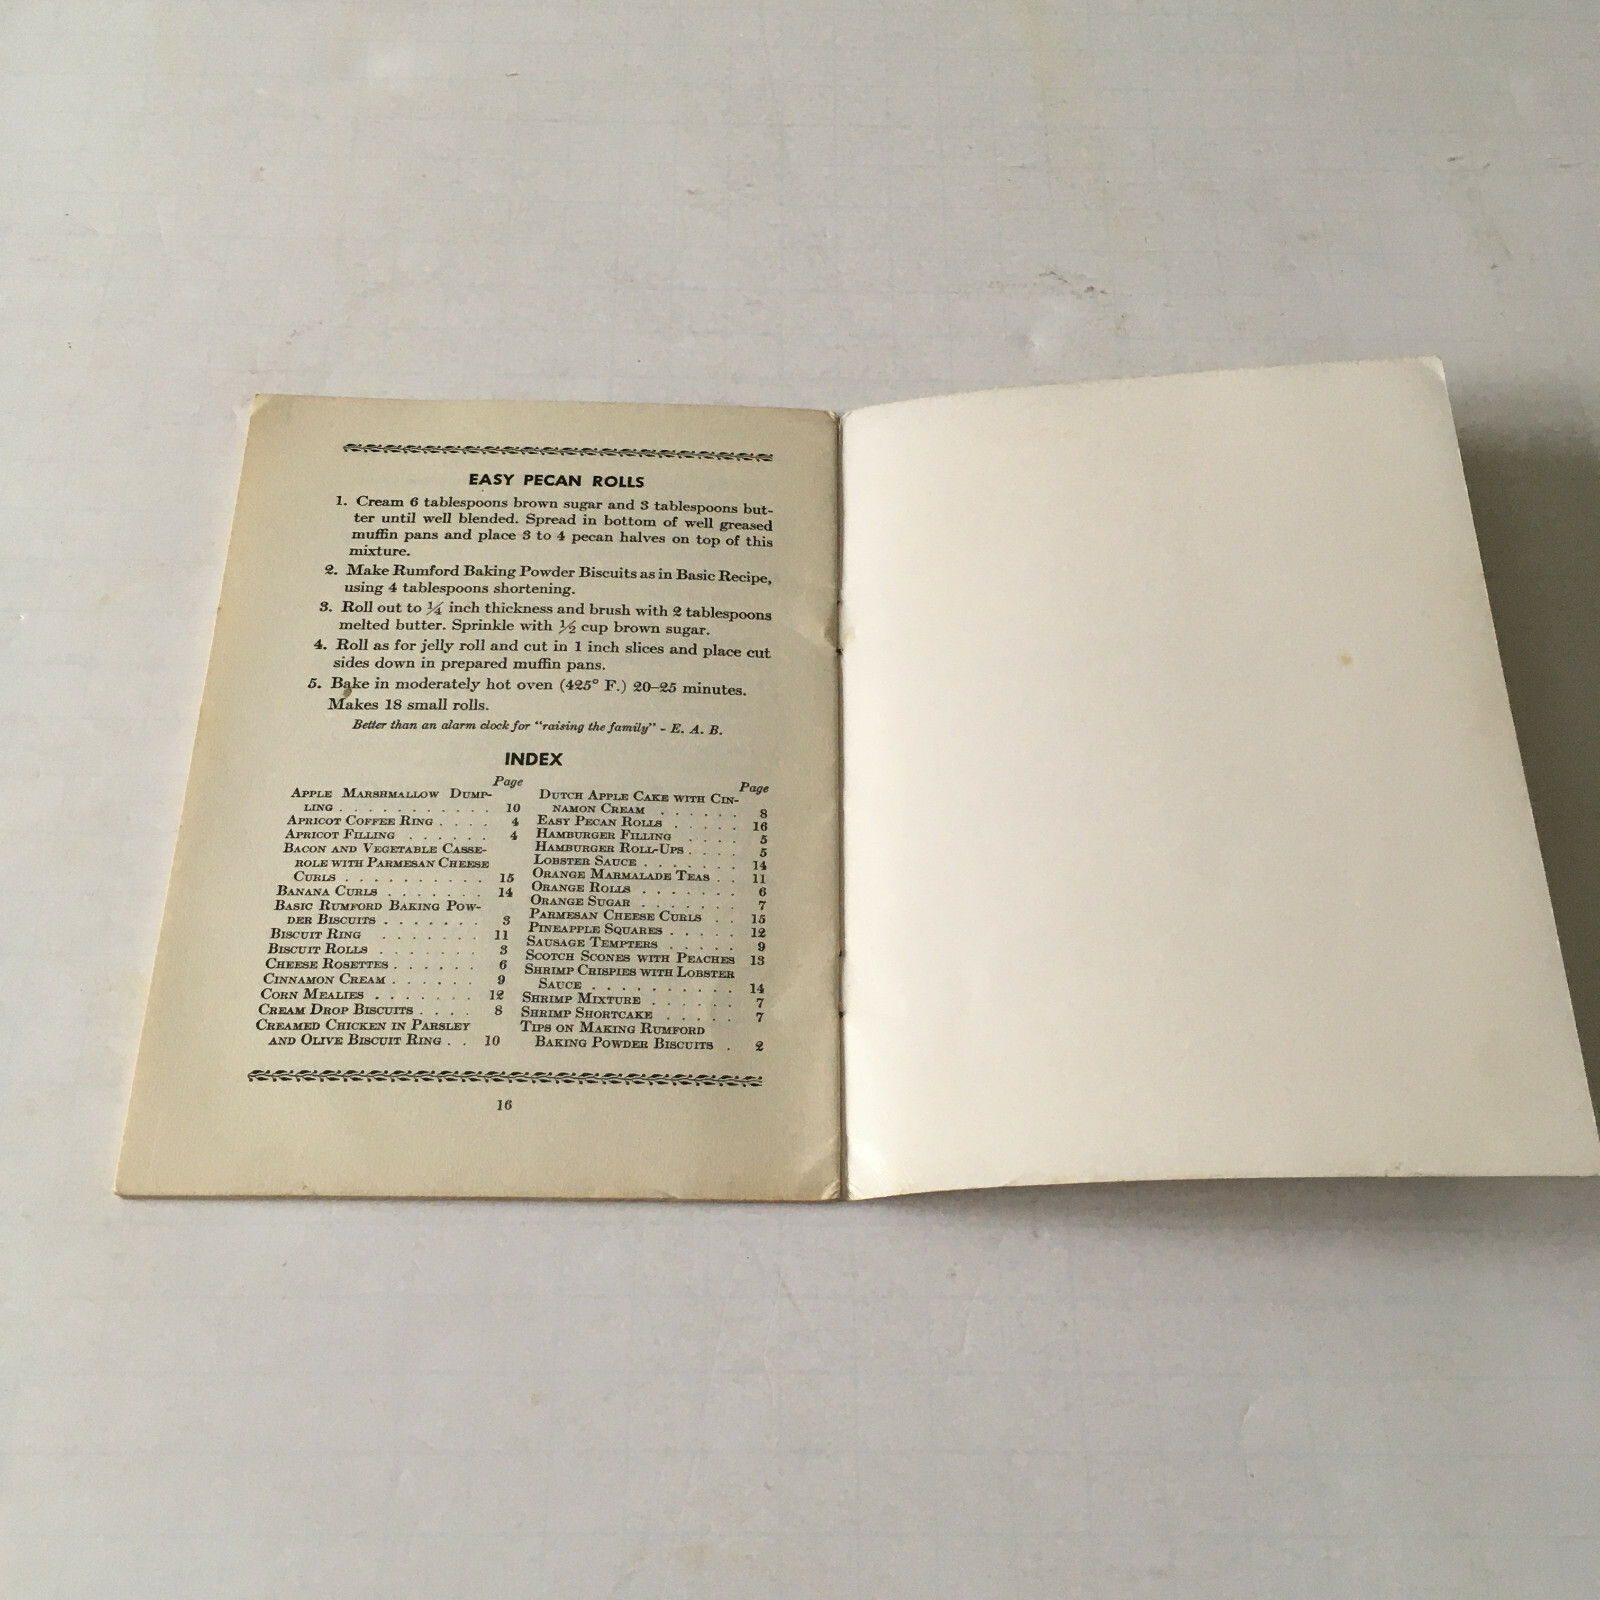 EASY PECAN ROLLS
1. Cream 6 tablespoons brown sugar and 3 tablespoons but-
ter until well blended. Spread in bottom of well greased
muffin pans and place 3 to 4 pecan halves on top of this
mixture.
2. Make Rumford Baking Powder Biscuits as in Basic Recipe,
using 4 tablespoons shortening.
3. Roll out to ¼ inch thickness and brush with 2 tablespoons
melted butter. Sprinkle with ½ cup brown sugar.
4. Roll as for jelly roll and cut in 1 inch slices and place cut
sides down in prepared muffin pans.
5. Bake in moderately hot oven (425° F.) 20–25 minutes.
Makes 18 small rolls.
Better than an alarm clock for "raising the family" - E. A. B.
INDEX
Page
APPLE MARSHMALLOW DUMP-
LING . . . . . . . . . . . 10
APRICOT COFFEE RING . . . . 4
APRICOT FILLING . . . . . . 4
BACON AND VEGETABLE CASSE-
ROLE WITH PARMESAN CHEESE
CURLS . . . . . . . . . . 15
BANANA CURLS . . . . . . . 14
BASIC RUMFORD BAKING POW-
DER BISCUITS . . . . . . . 3
BISCUIT RING . . . . . . . 11
BISCUIT ROLLS . . . . . . . 3
CHEESE ROSETTES . . . . . . 6
CINNAMON CREAM . . . . . . 9
CORN MEALIES . . . . . . . 12
CREAM DROP BISCUITS . . . . 8
CREAMED CHICKEN IN PARSLEY
AND OLIVE BISCUIT RING . . 10
Page
DUTCH APPLE CAKE WITH CIN-
NAMON CREAM . . . . . . 8
EASY PECAN ROLLS . . . . . 16
HAMBURGER FILLING . . . . 5
HAMBURGER ROLL-UPS . . . . 5
LOBSTER SAUCE . . . . . . . 14
ORANGE MARMALADE TEAS . . 11
ORANGE ROLLS . . . . . . . 6
ORANGE SUGAR . . . . . . . 7
PARMESAN CHEESE CURLS . . 15
PINEAPPLE SQUARES . . . . . 12
SAUSAGE TEMPTERS . . . . . 9
SCOTCH SCONES WITH PEACHES 13
SHRIMP CRISPIES WITH LOBSTER
SAUCE . . . . . . . . . . 14
SHRIMP MIXTURE . . . . . . 7
SHRIMP SHORTCAKE . . . . . 7
TIPS ON MAKING RUMFORD
BAKING POWDER BISCUITS . 2
16